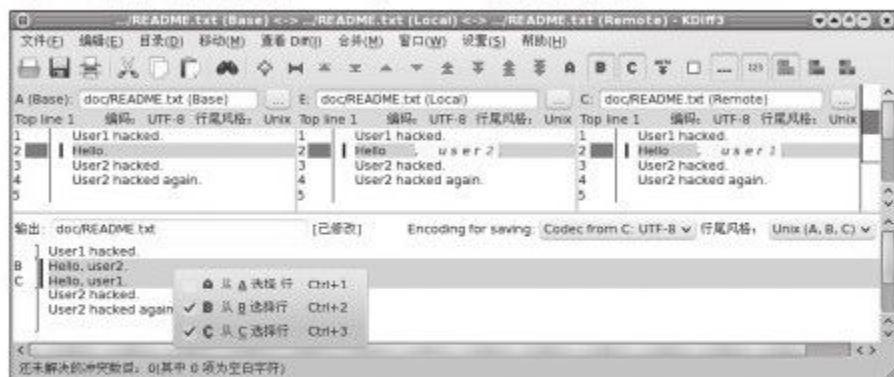 .../README.txt (Base) <-> .../README.txt (Local) <-> .../README.txt (Remote) - KDiff3
文件(F) 编辑(E) 目录(D) 移动(M) 查看 Diff(I) 合并(M) 窗口(W) 设置(S) 帮助(H)
A B C 123
A (Base): doc/README.txt (Base) ... E: doc/README.txt (Local) ... C: doc/README.txt (Remote) ...
Top line 1 编码: UTF-8 行尾风格: Unix Top line 1 编码: UTF-8 行尾风格: Unix Top line 1 编码: UTF-8 行尾风格: Unix
1 User1 hacked. 1 User1 hacked. 1 User1 hacked.
2 Hello. 2 Hello, user2 2 Hello, user1
3 User2 hacked. 3 User2 hacked. 3 User2 hacked.
4 User2 hacked again. 4 User2 hacked again. 4 User2 hacked again.
5 5 5
输出: doc/README.txt [已修改] Encoding for saving: Codec from C: UTF-8 行尾风格: Unix (A, B, C)
User1 hacked.
B Hello, user2.
C Hello, user1.
User2 hacked.
User2 hacked again
A 从 A 选择 行 Ctrl+1
B 从 B 选择行 Ctrl+2
C 从 C 选择行 Ctrl+3
还未解决的冲突数目: 0(其中 0 项为空白字符)